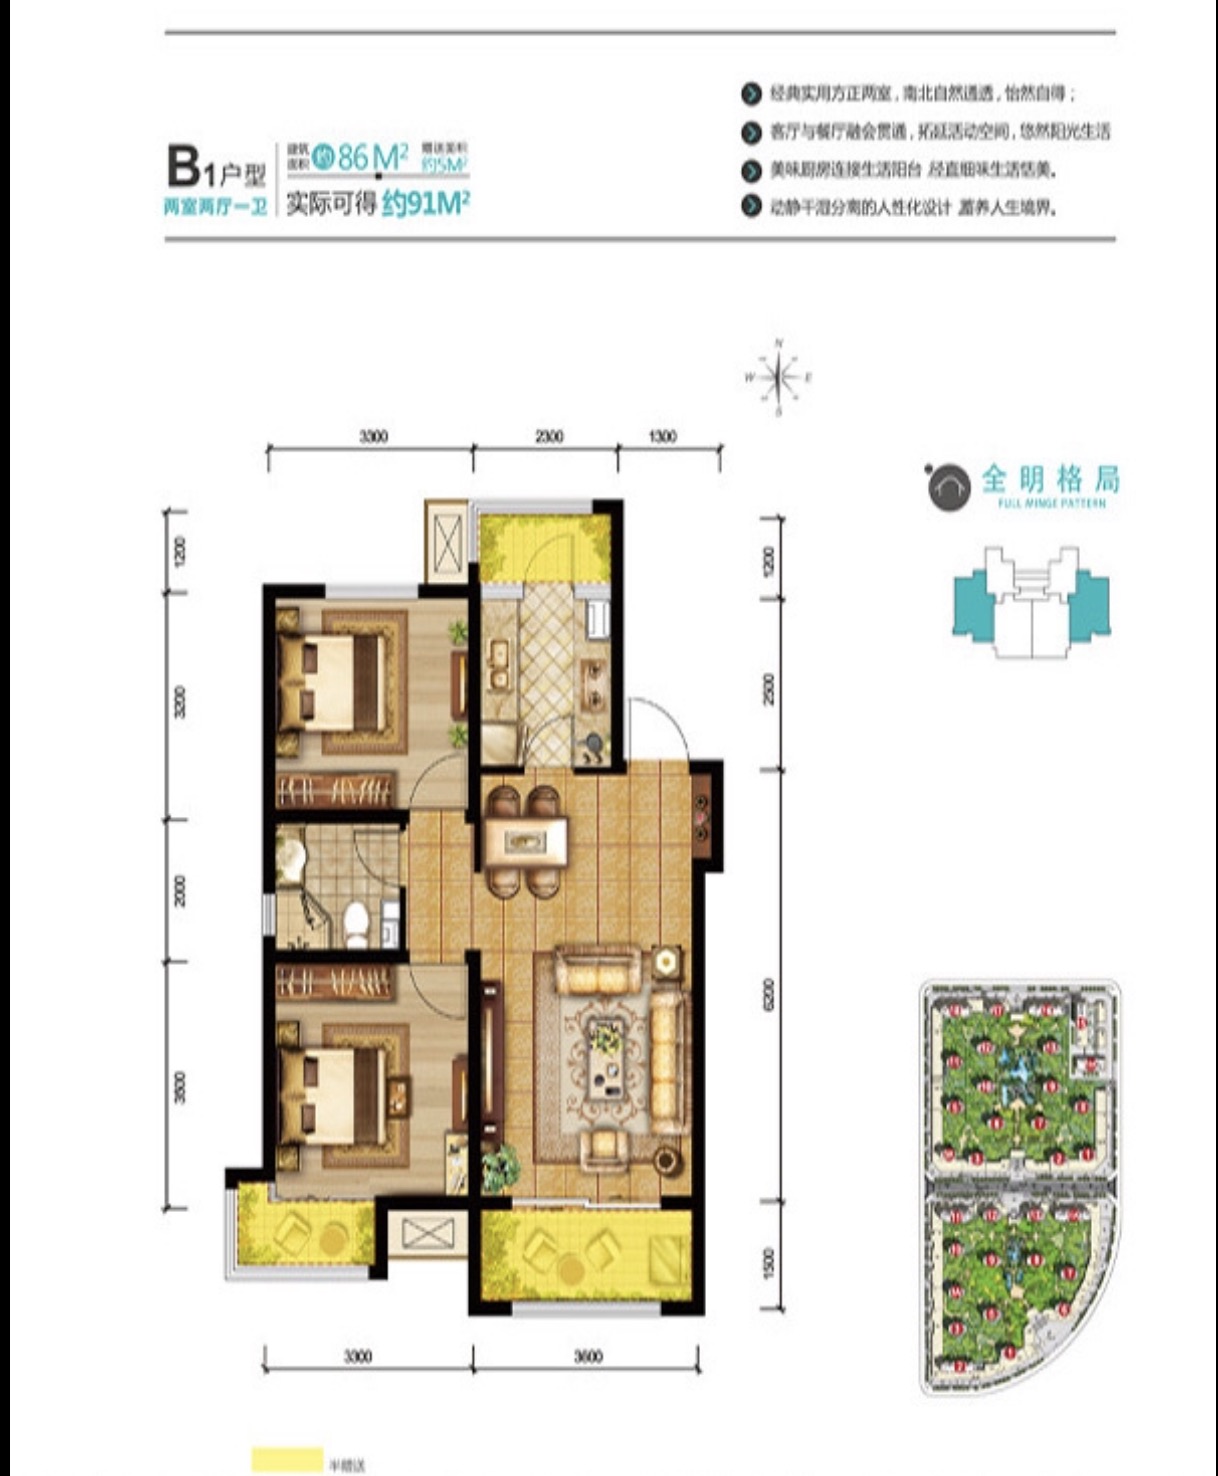 经典实用方正两室，南北自然通透，怡然自得；
客厅与餐厅融会贯通，拓延活动空间，悠然阳光生活
美味厨房连接生活阳台 径直细味生活恬美。
动静干湿分离的人性化设计 蓄养人生境界。
B1户型
两室两厅一卫
建筑面积 约86M²
赠送面积 约5M²
实际可得 约91M²
N
W E
S
3300 2300 1300
全明格局
FULL MINGE PATTERN
1200
3200
2000
3500
1200
2500
6200
1500
3300 3600
半赠送